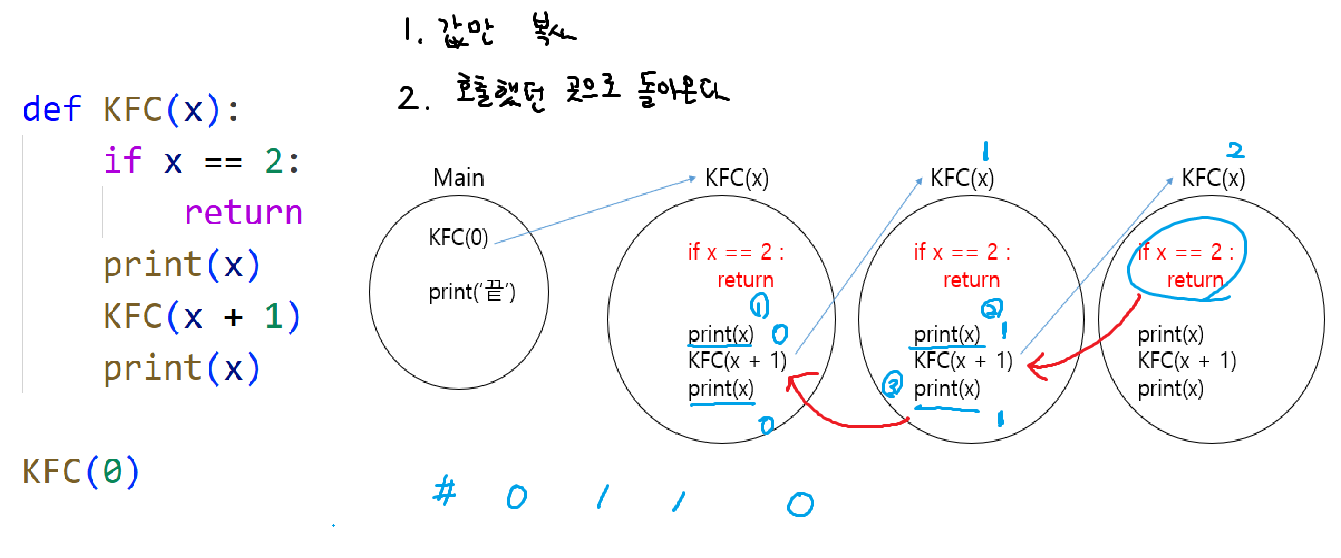 1. 값만 복사
2. 호출했던 곳으로 돌아온다
def KFC(x):
if x == 2:
return
print(x)
KFC(x + 1)
print(x)
KFC(0)
Main
KFC(0)
print('끝')
KFC(x)
if x == 2 :
return
①
print(x) 0
KFC(x + 1)
print(x)
0
1
KFC(x)
if x == 2 :
return
②
print(x) 1
KFC(x + 1)
③ print(x)
1
2
KFC(x)
if x == 2 :
return
print(x)
KFC(x + 1)
print(x)
# 0 1 1 0